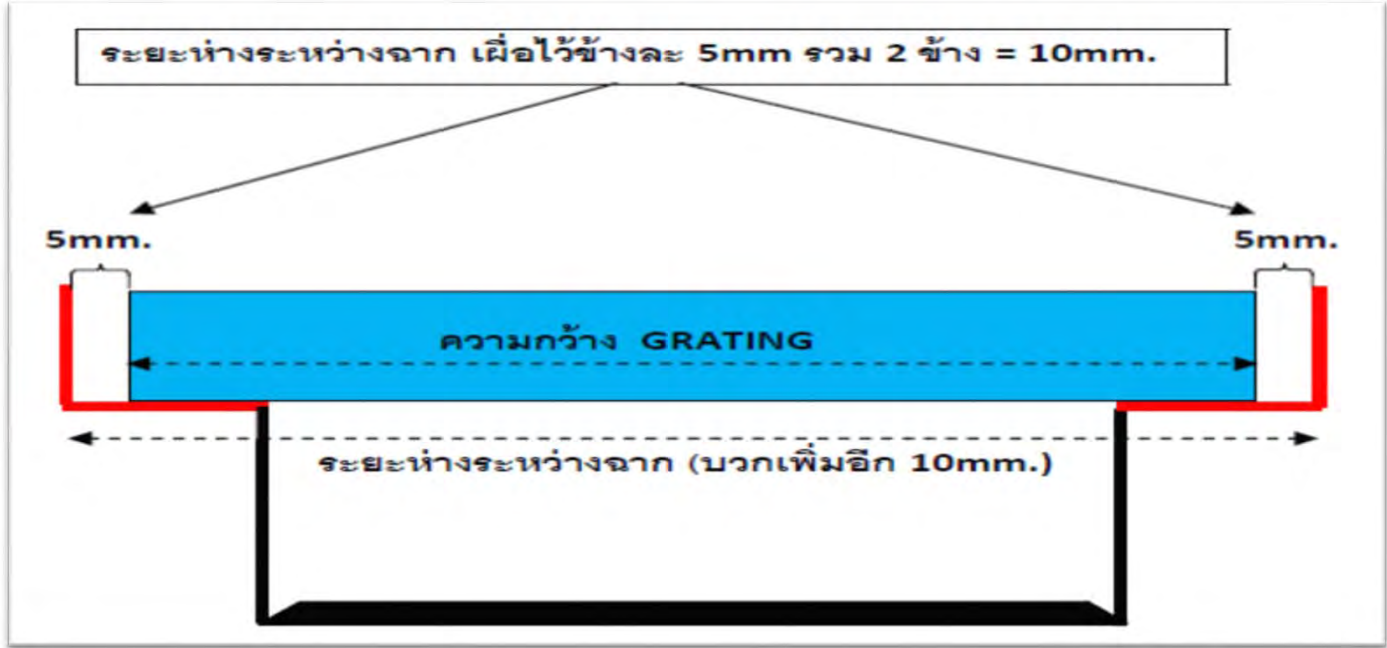 ระยะห่างระหว่างฉาก เผื่อไว้ข้างละ 5mm รวม 2 ข้าง = 10mm.
5mm.
5mm.
ความกว้าง GRATING
ระยะห่างระหว่างฉาก (บวกเพิ่มอีก 10mm.)